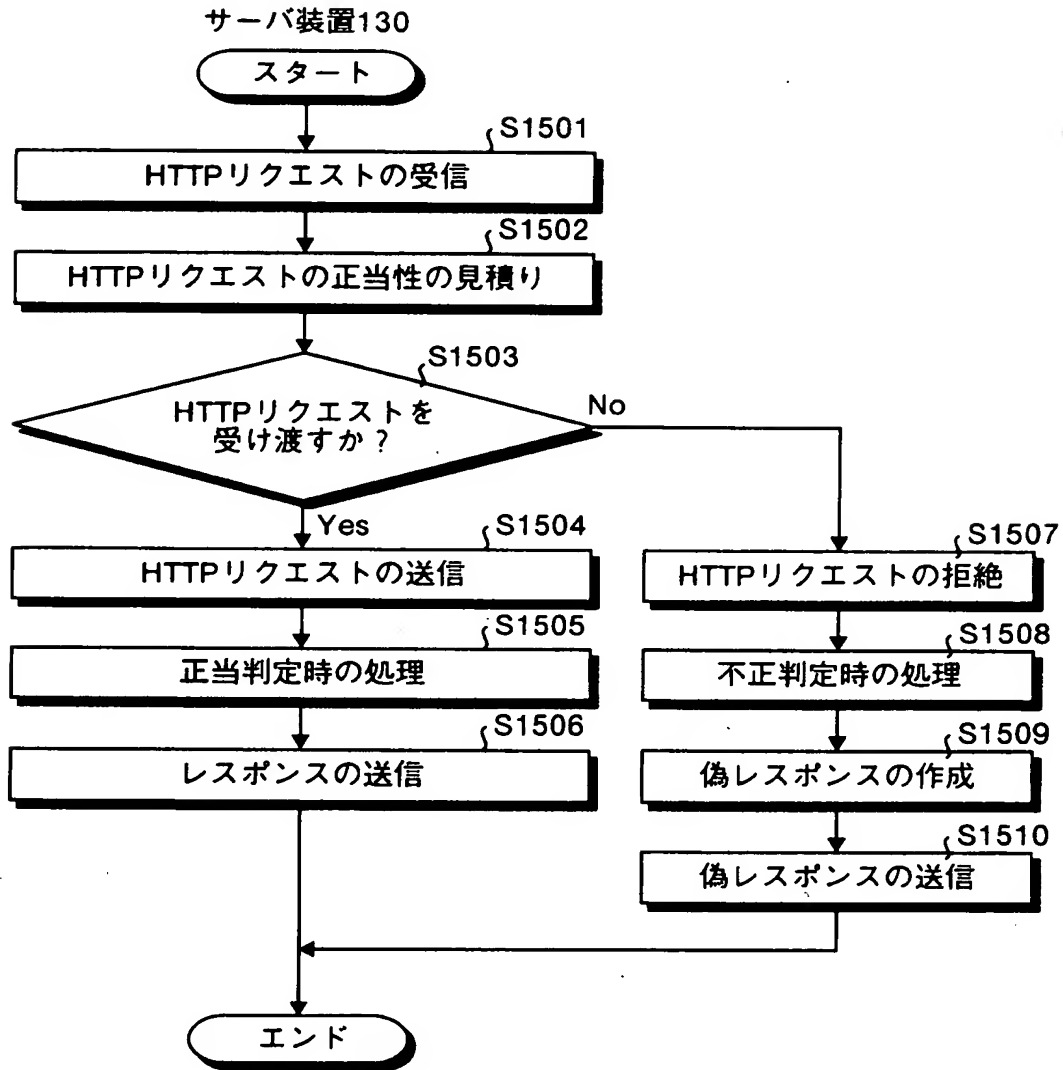 サーバ装置130
スタート
S1501
HTTPリクエストの受信
S1502
HTTPリクエストの正当性の見積り
S1503
HTTPリクエストを
受け渡すか？
No
Yes
S1504
HTTPリクエストの送信
S1505
正当判定時の処理
S1506
レスポンスの送信
S1507
HTTPリクエストの拒絶
S1508
不正判定時の処理
S1509
偽レスポンスの作成
S1510
偽レスポンスの送信
エンド